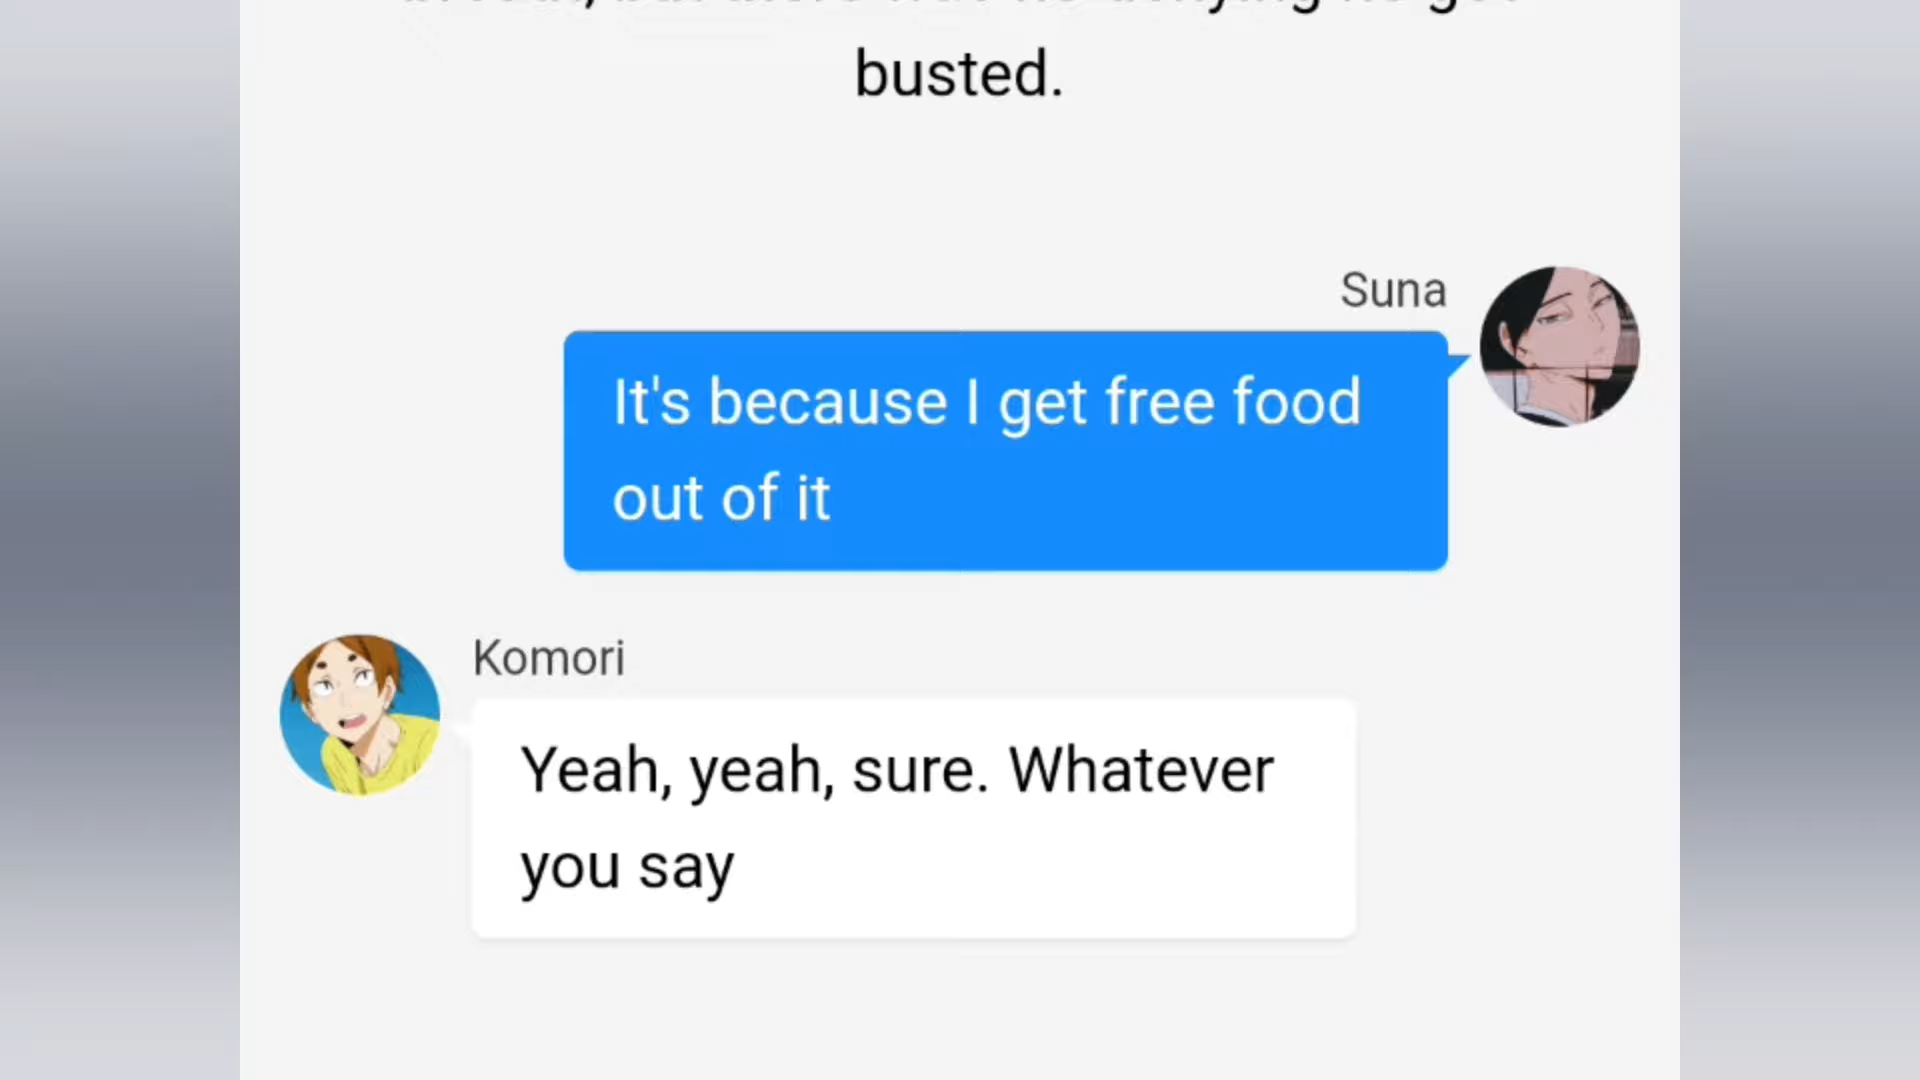 busted.
Suna
It's because I get free food
out of it
Komori
Yeah, yeah, sure. Whatever
you say